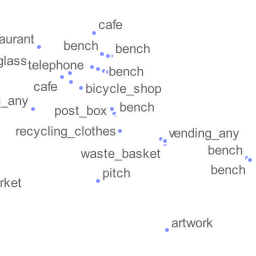 cafe
aurant
bench
bench
glass
telephone
bench
cafe
bicycle_shop
_any
post_box
bench
recycling_clothes
vending_any
waste_basket
bench
bench
pitch
rket
artwork